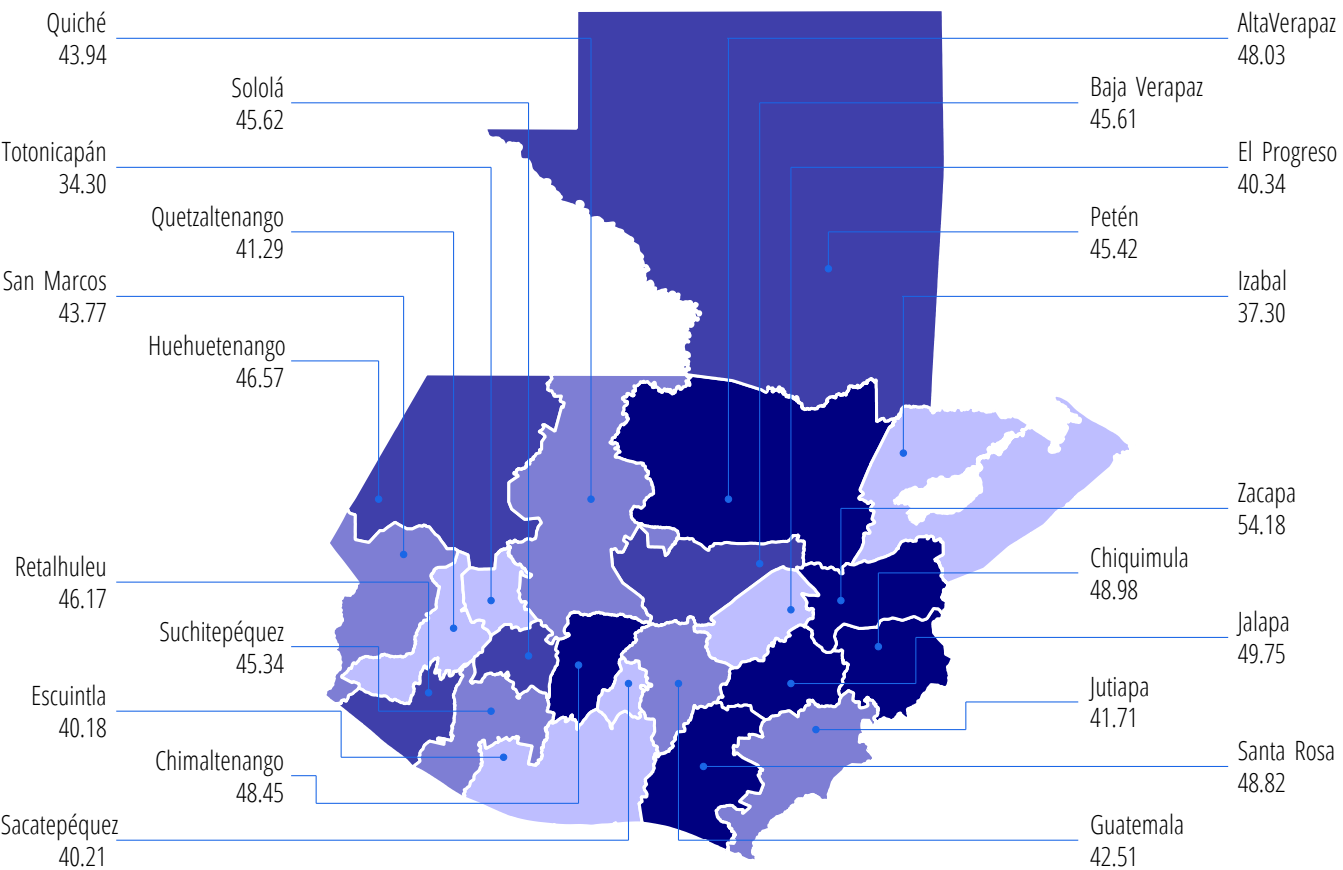 Quiché
43.94
Sololá
45.62
Totonicapán
34.30
Quetzaltenango
41.29
San Marcos
43.77
Huehuetenango
46.57
Retalhuleu
46.17
Suchitepéquez
45.34
Escuintla
40.18
Chimaltenango
48.45
Sacatepéquez
40.21
AltaVerapaz
48.03
Baja Verapaz
45.61
El Progreso
40.34
Petén
45.42
Izabal
37.30
Zacapa
54.18
Chiquimula
48.98
Jalapa
49.75
Jutiapa
41.71
Santa Rosa
48.82
Guatemala
42.51